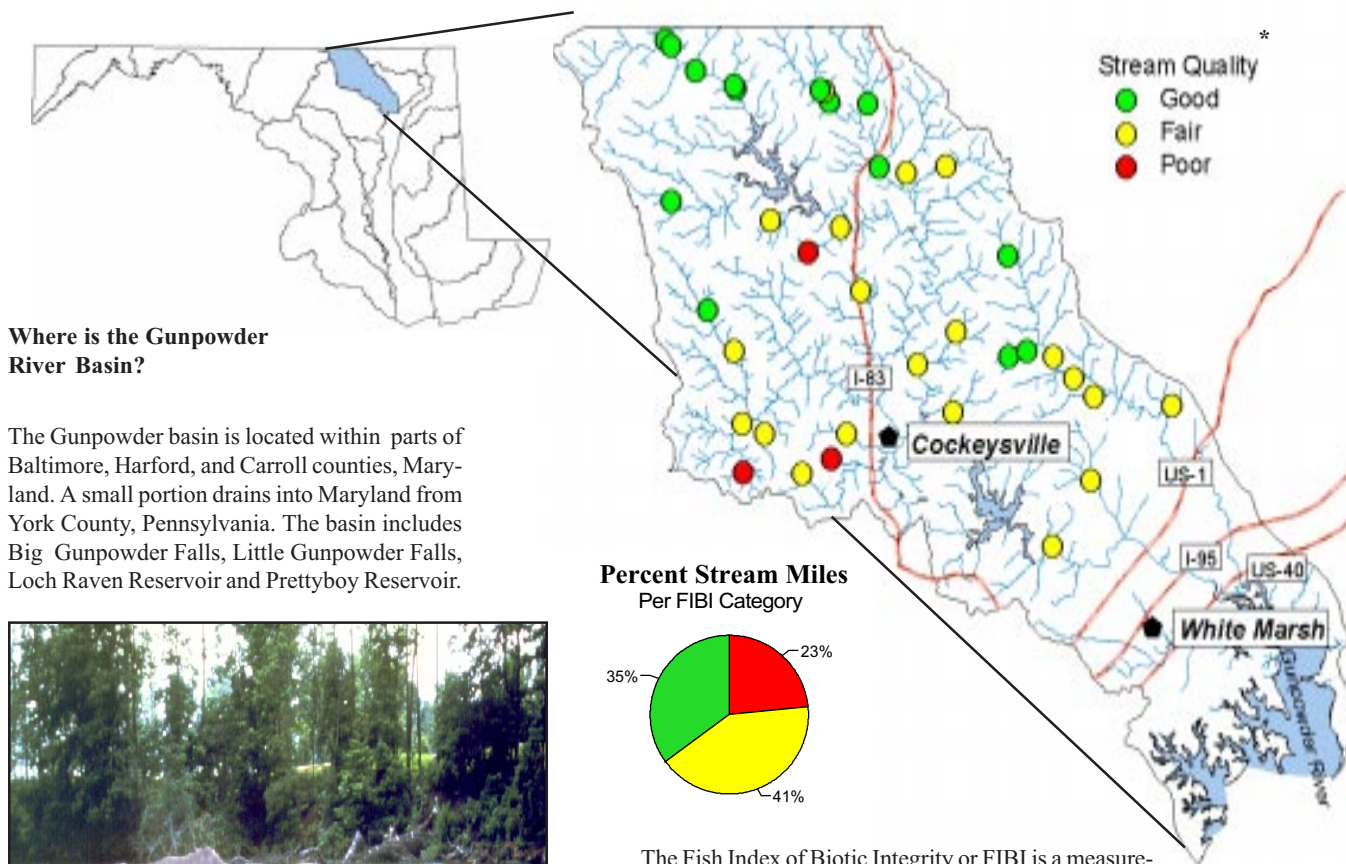 *
Stream Quality
Good
Fair
Poor
Where is the Gunpowder
River Basin?
The Gunpowder basin is located within parts of
Baltimore, Harford, and Carroll counties, Mary-
land. A small portion drains into Maryland from
York County, Pennsylvania. The basin includes
Big Gunpowder Falls, Little Gunpowder Falls,
Loch Raven Reservoir and Prettyboy Reservoir.
I-83
Cockeysville
US-1
I-95
US-40
White Marsh
Gunpowder River
Percent Stream Miles
Per FIBI Category
23%
35%
41%
The Fish Index of Biotic Integrity or FIBI is a measure-